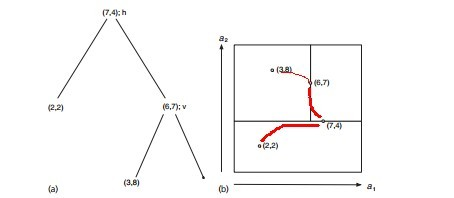 (7,4); h
(2,2)
(6,7); v
(3,8)
(a)
a2
(3,8)
(6,7)
(7,4)
(2,2)
(b)
a1